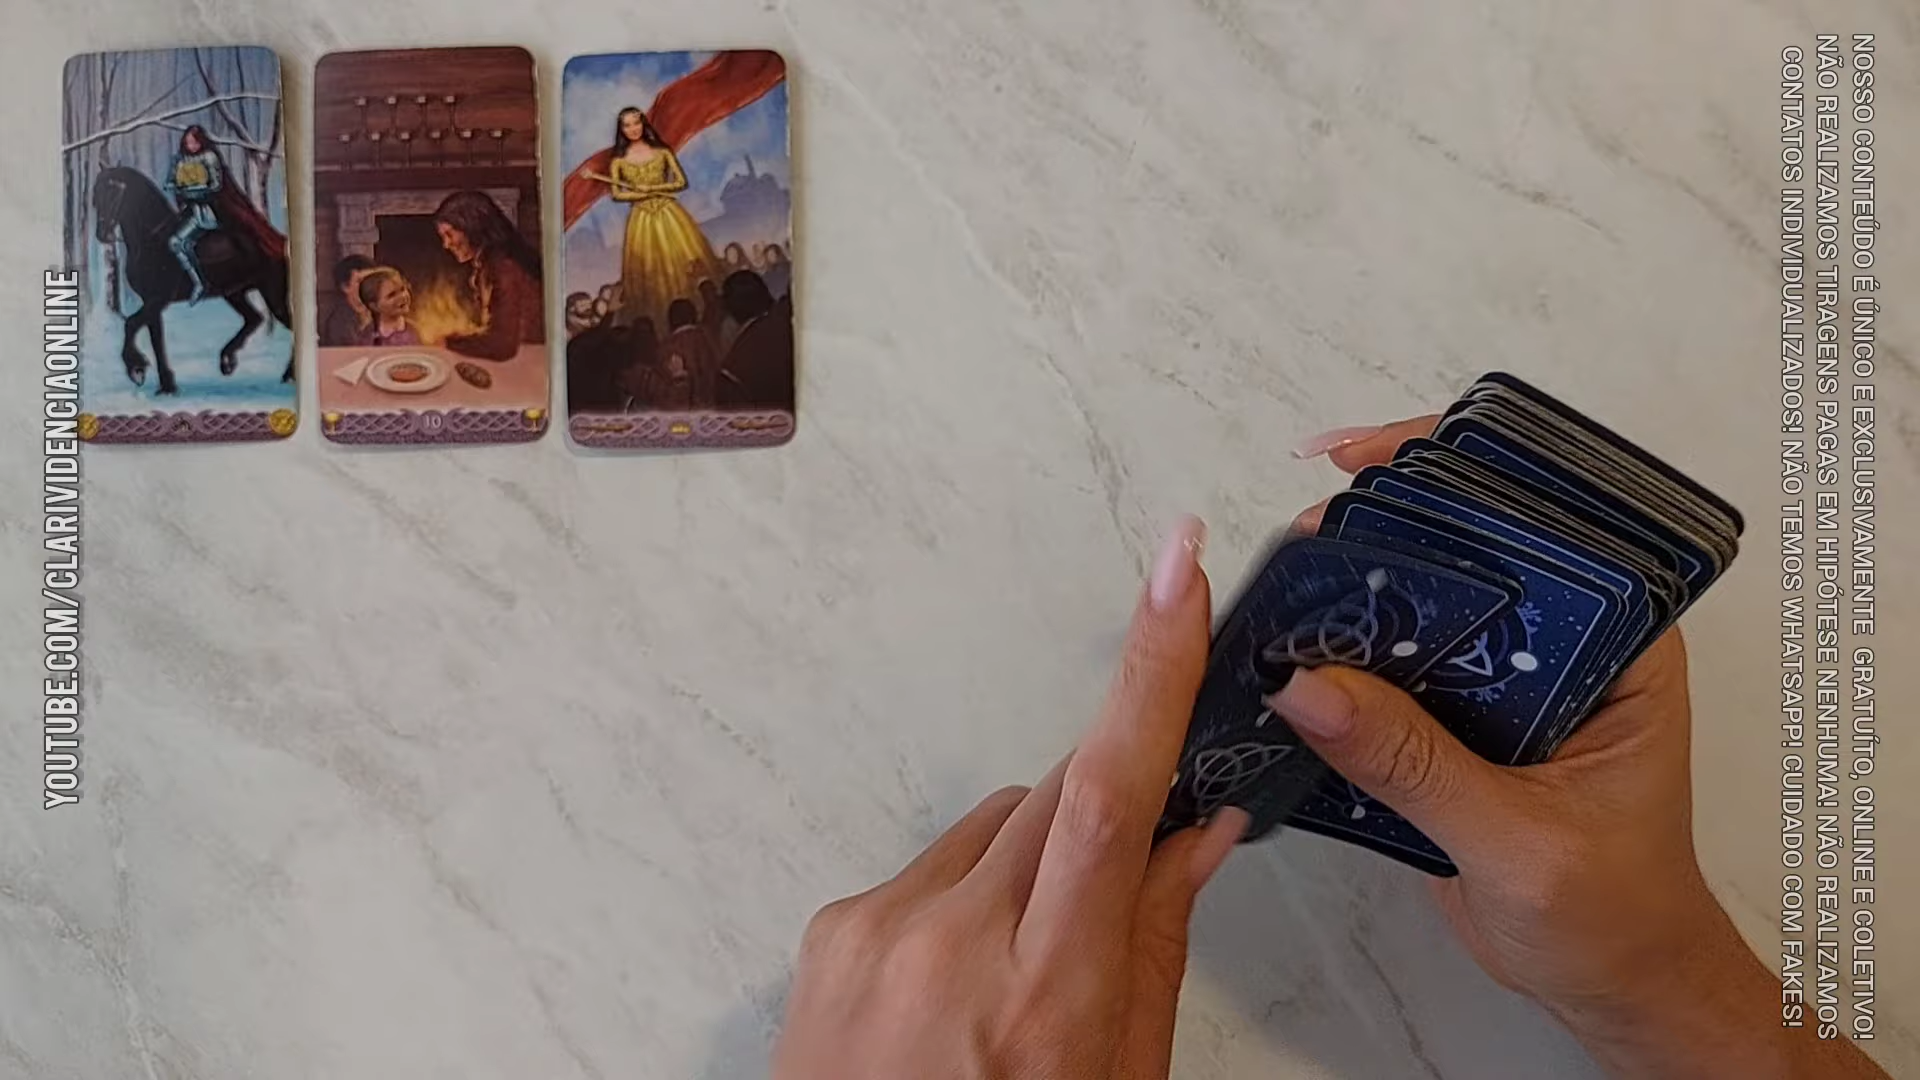 YOUTUBE.COM/CLARIVIDENCIAONLINE
10
NOSSO CONTEÚDO É ÚNICO E EXCLUSIVAMENTE GRATUÍTO, ONLINE E COLETIVO!
NÃO REALIZAMOS TIRAGENS PAGAS EM HIPÓTESE NENHUMA! NÃO REALIZAMOS
CONTATOS INDIVIDUALIZADOS! NÃO TEMOS WHATSAPP! CUIDADO COM FAKES!